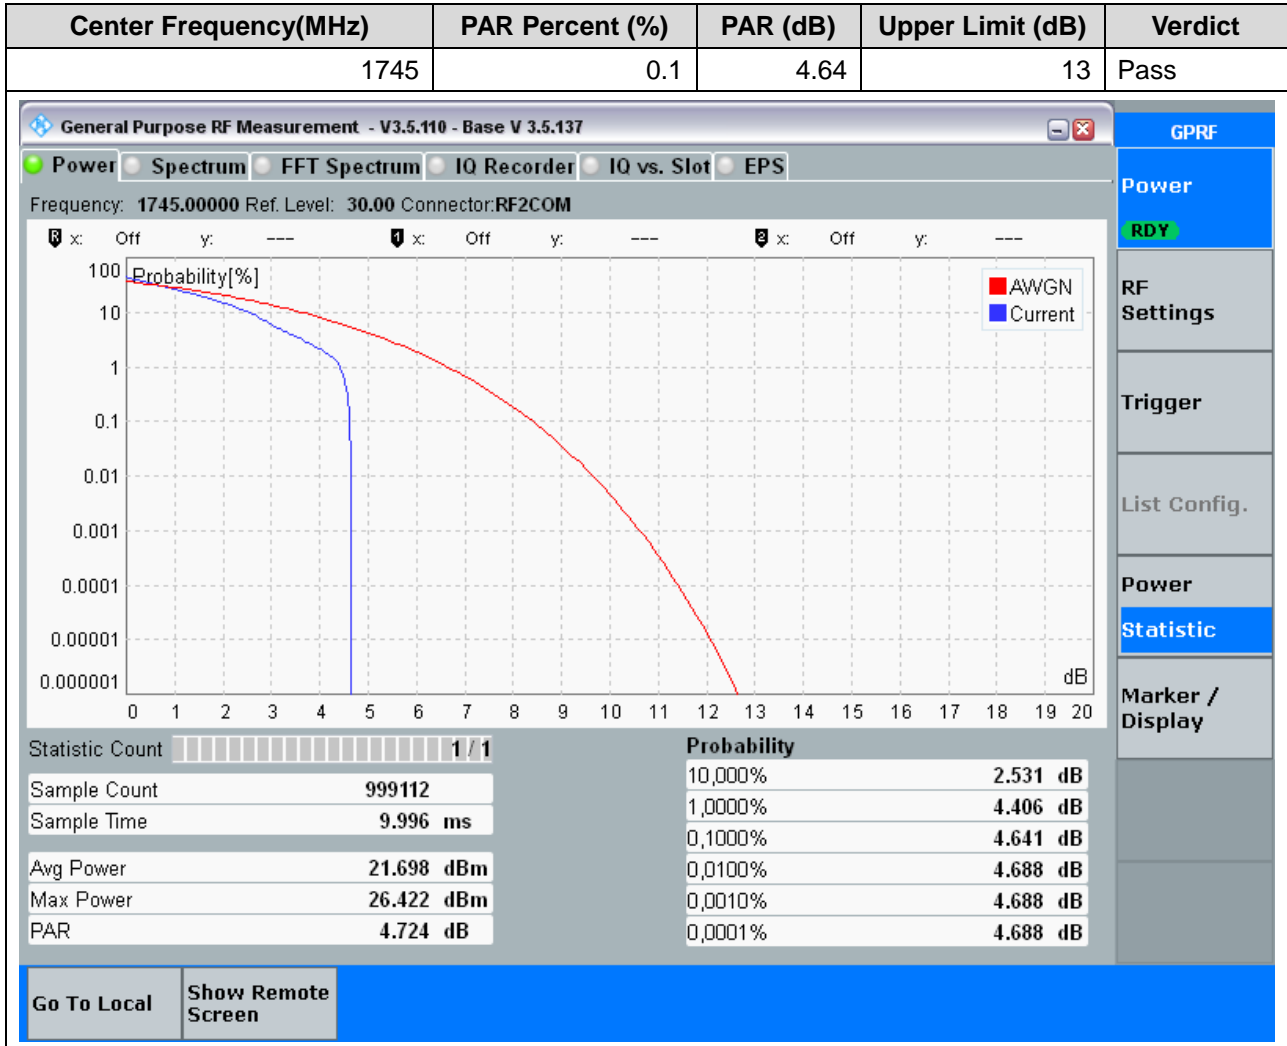 Center Frequency(MHz) PAR Percent (%) PAR (dB) Upper Limit (dB) Verdict
1745 0.1 4.64 13 Pass
General Purpose RF Measurement - V3.5.110 - Base V 3.5.137
GPRF
Power Spectrum FFT Spectrum IQ Recorder IQ vs. Slot EPS
Frequency: 1745.00000 Ref. Level: 30.00 Connector:RF2COM
R x: Off y: --- 1 x: Off y: --- 2 x: Off y: ---
Probability[%]
AWGN
Current
100
10
1
0.1
0.01
0.001
0.0001
0.00001
0.000001
dB
0 1 2 3 4 5 6 7 8 9 10 11 12 13 14 15 16 17 18 19 20
Statistic Count 1 / 1
Sample Count 999112
Sample Time 9.996 ms
Avg Power 21.698 dBm
Max Power 26.422 dBm
PAR 4.724 dB
Probability
10,000% 2.531 dB
1,0000% 4.406 dB
0,1000% 4.641 dB
0,0100% 4.688 dB
0,0010% 4.688 dB
0,0001% 4.688 dB
Power
RDY
RF
Settings
Trigger
List Config.
Power
Statistic
Marker /
Display
Go To Local
Show Remote
Screen